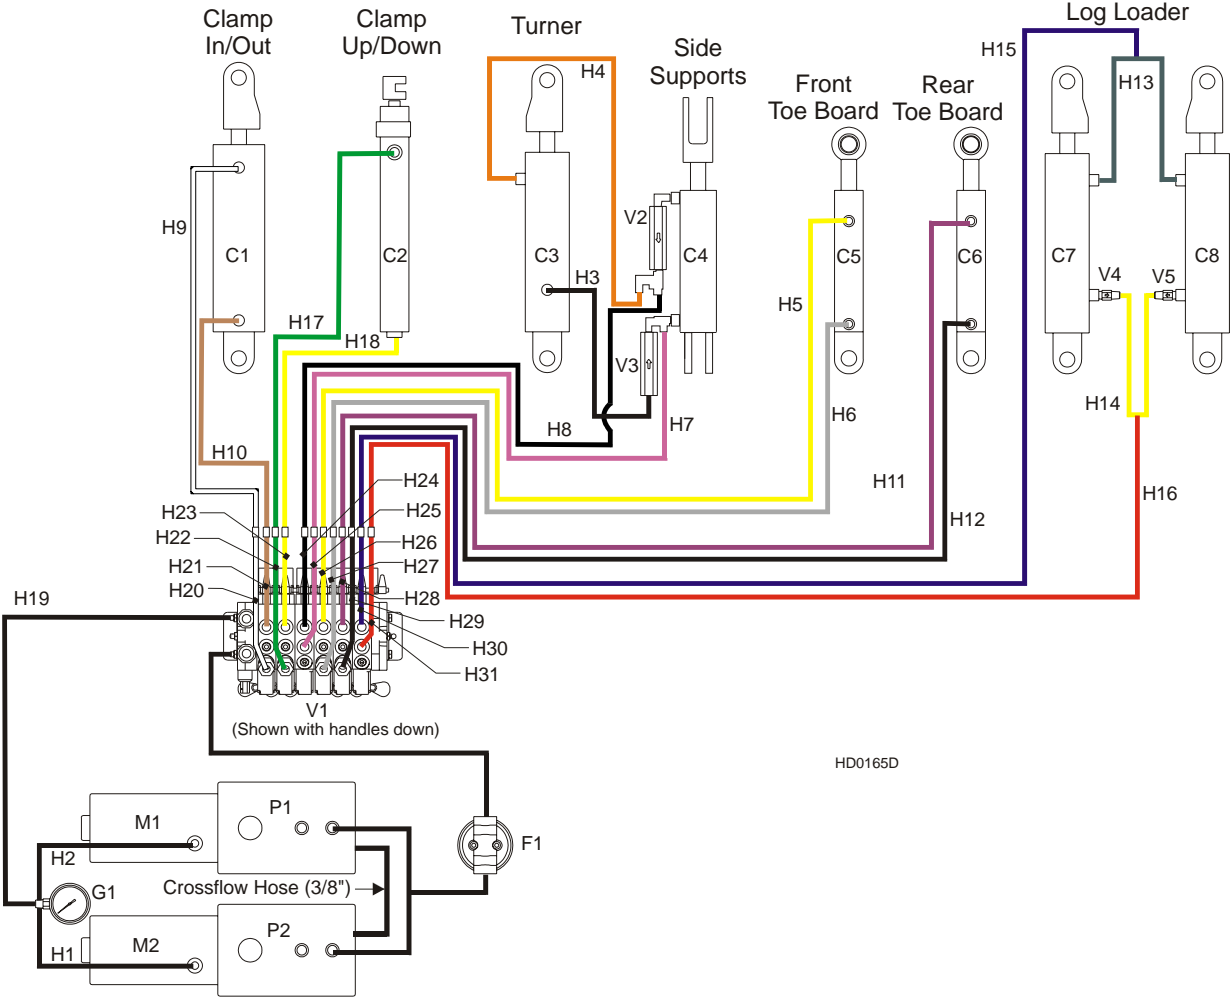 Clamp
In/Out
Clamp
Up/Down
Turner
Side
Supports
Front
Toe Board
Rear
Toe Board
Log Loader
H4
H15
H13
H9
C1
C2
C3
V2
C4
C5
C6
C7
C8
V4
V5
H3
H5
H17
H18
V3
H14
H7
H6
H8
H10
H11
H16
H24
H23
H25
H12
H22
H26
H21
H27
H20
H28
H19
H29
H30
H31
V1
(Shown with handles down)
HD0165D
P1
M1
F1
H2
G1
Crossflow Hose (3/8")
P2
M2
H1